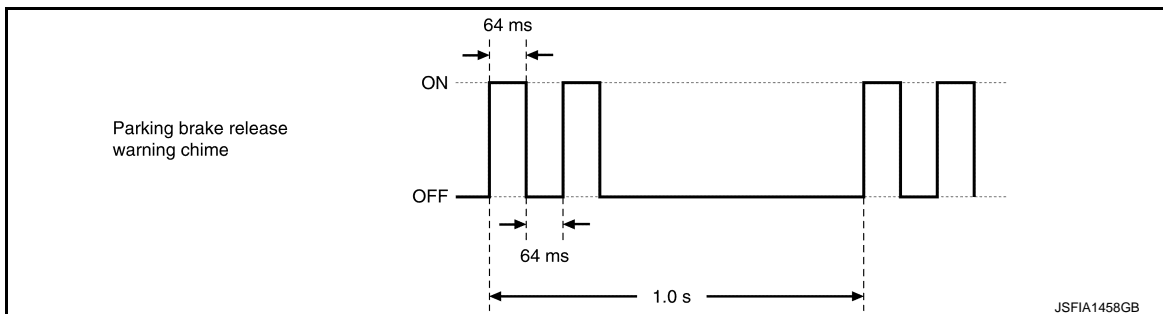 64 ms
ON
Parking brake release
warning chime
OFF
64 ms
1.0 s
JSFIA1458GB